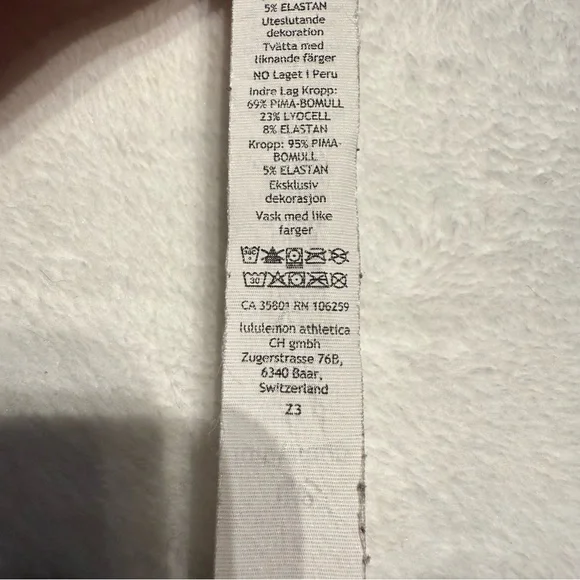 5% ELASTAN
Uteslutande
dekoration
Tvätta med
liknande färger
NO Laget i Peru
Indre Lag Kropp:
69% PIMA-BOMULL
23% LYOCELL
8% ELASTAN
Kropp: 95% PIMA-
BOMULL
5% ELASTAN
Eksklusiv
dekorasjon
Vask med like
farger
30
CA 35801 RN 106259
lululemon athletica
CH gmbh
Zugerstrasse 76B,
6340 Baar,
Switzerland
Z3